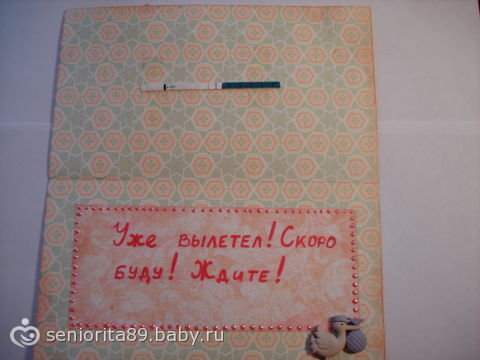 Уже вылетел! Скоро
буду! Ждите!
seniorita89.baby.ru